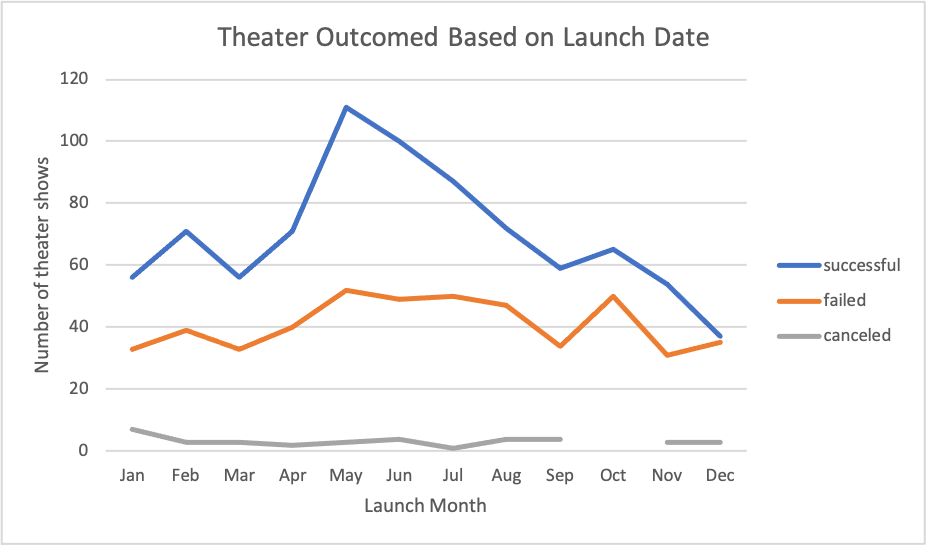 Theater Outcomed Based on Launch Date
120
100
80
60
40
20
0
Number of theater shows
Jan Feb Mar Apr May Jun Jul Aug Sep Oct Nov Dec
Launch Month
successful
failed
canceled